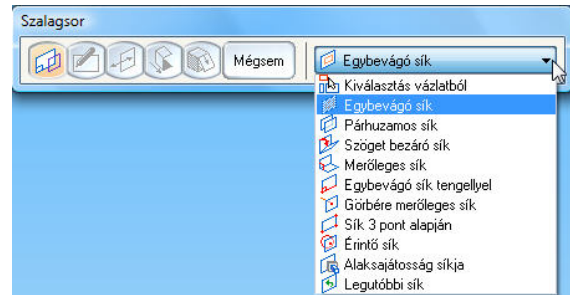 Szalagsor
Mégsem
Egybevágó sík
Kiválasztás vázlatból
Egybevágó sík
Párhuzamos sík
Szöget bezáró sík
Merőleges sík
Egybevágó sík tengellyel
Görbére merőleges sík
Sík 3 pont alapján
Érintő sík
Alaksajátosság síkja
Legutóbbi sík